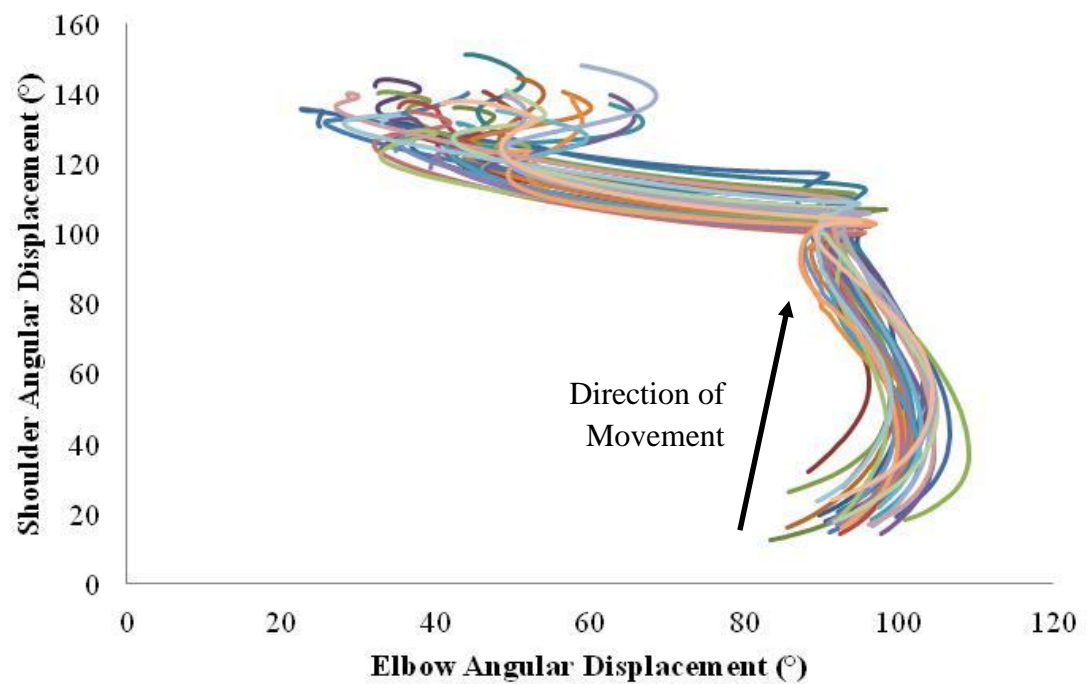 160
140
120
100
80
60
40
20
0
Shoulder Angular Displacement (°)
Direction of
Movement
0 20 40 60 80 100 120
Elbow Angular Displacement (°)